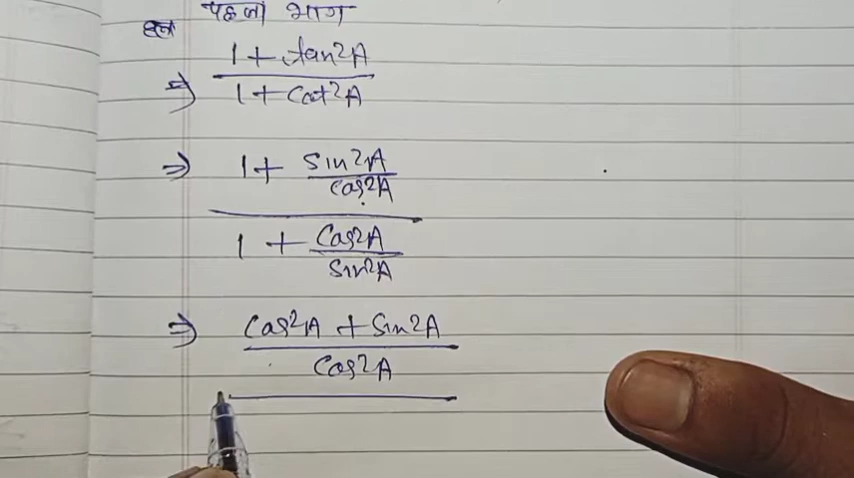 हल पहला भाग
⇒ (1 + tan²A) / (1 + Cot²A)
⇒ (1 + Sin²A / Cos²A) / (1 + Cos²A / Sin²A)
⇒ (Cos²A + Sin²A) / Cos²A